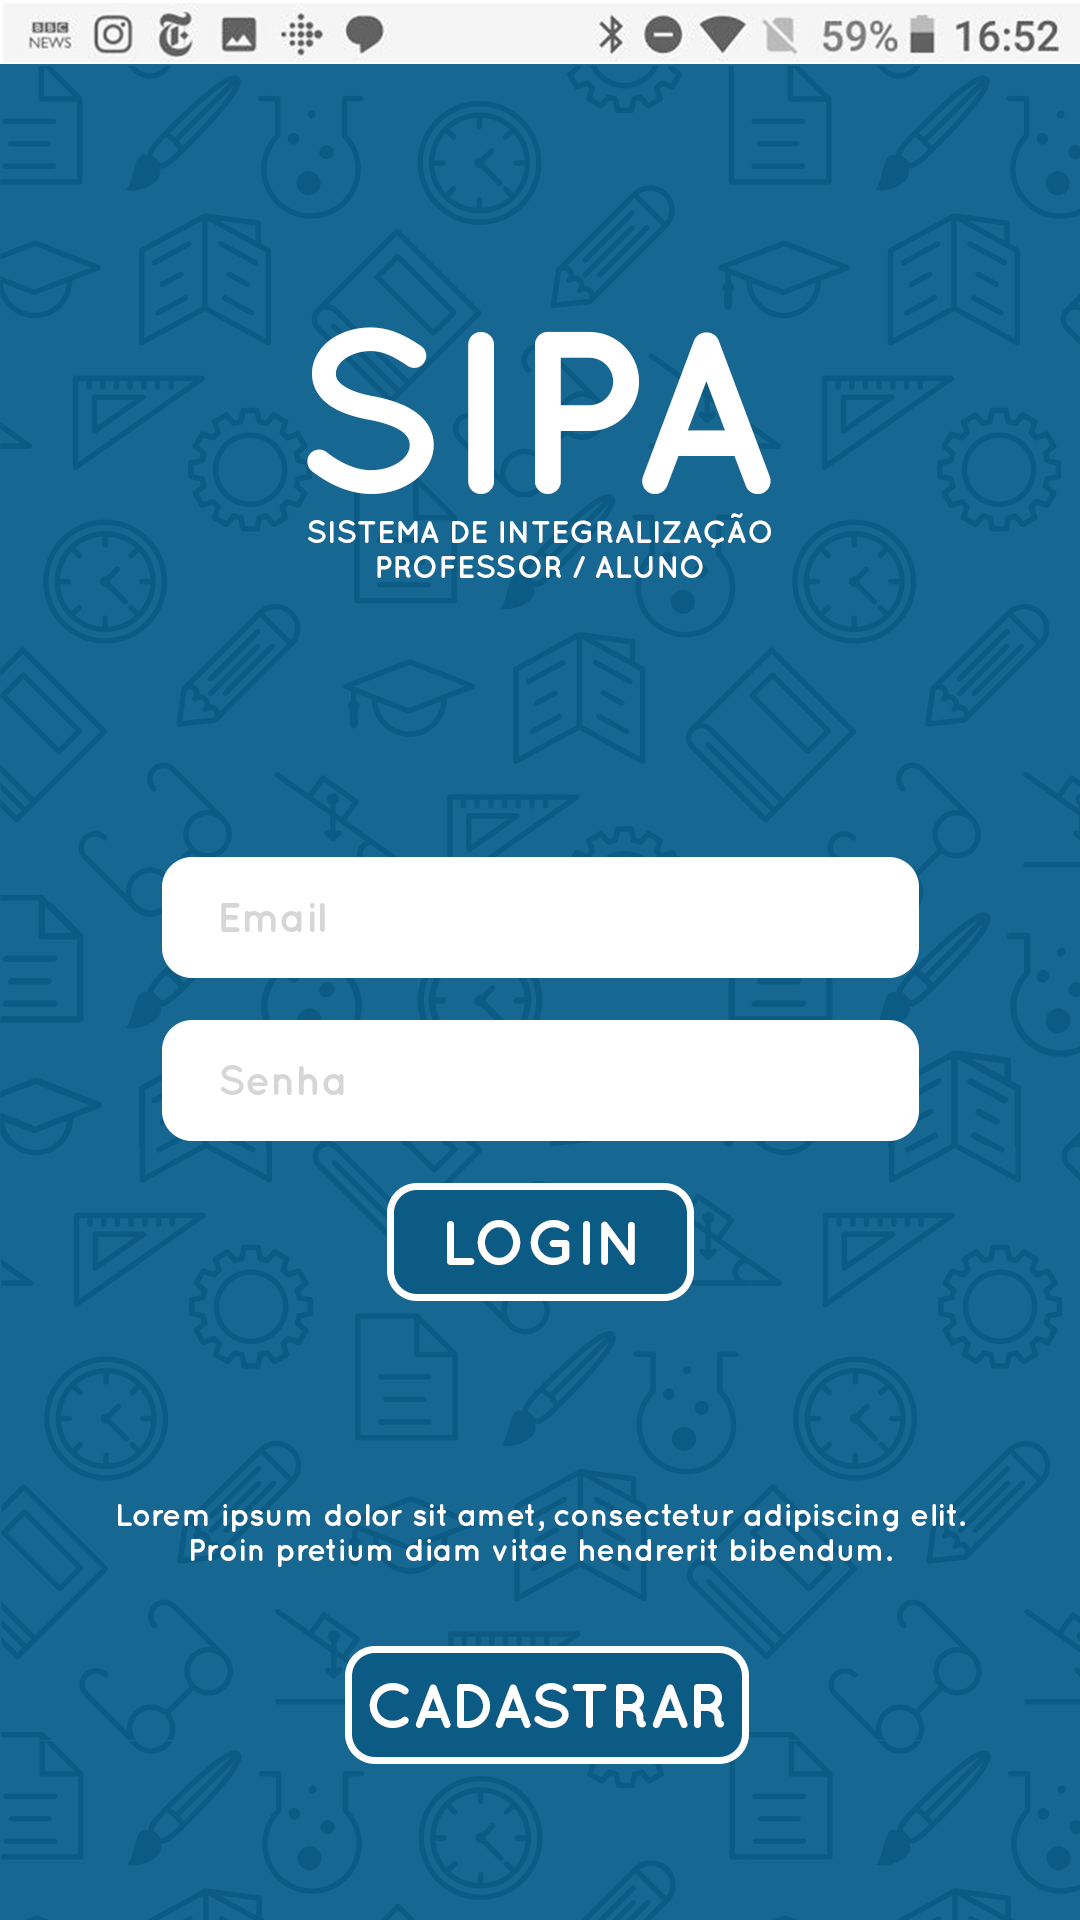 BBC
NEWS
59%
16:52
SIPA
SISTEMA DE INTEGRALIZAÇÃO
PROFESSOR / ALUNO
Email
Senha
LOGIN
Lorem ipsum dolor sit amet, consectetur adipiscing elit.
Proin pretium diam vitae hendrerit bibendum.
CADASTRAR